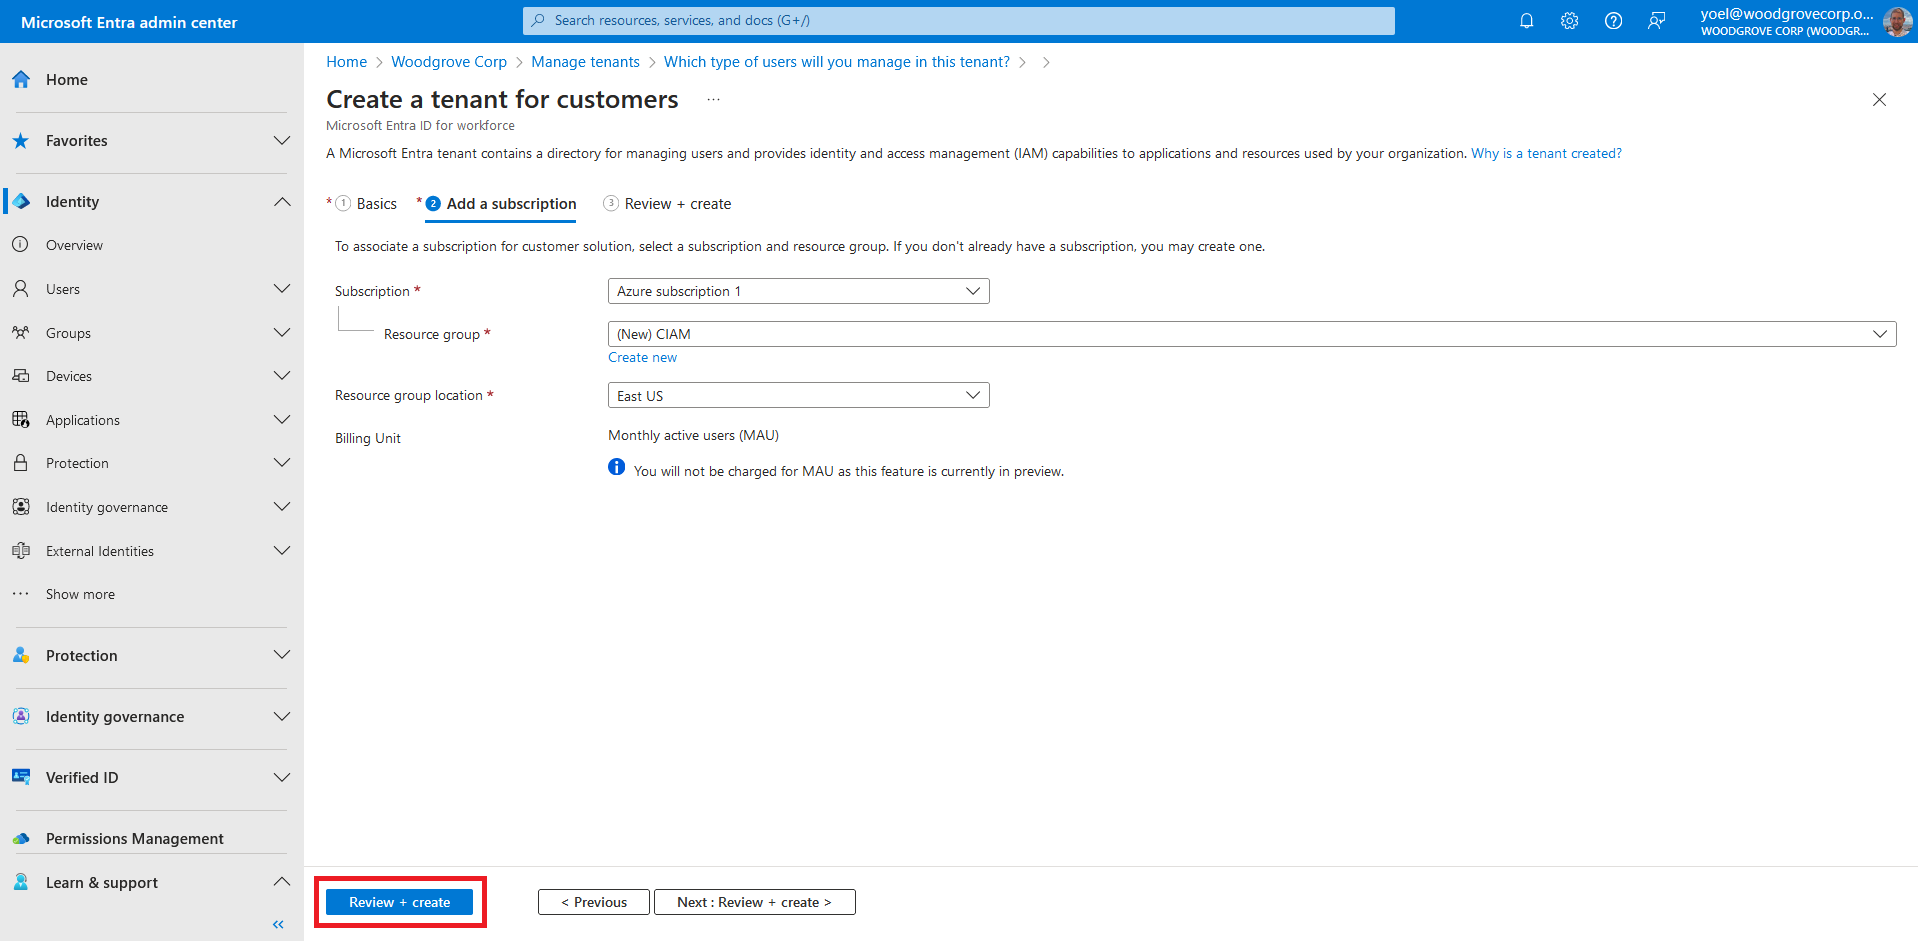 Microsoft Entra admin center
Search resources, services, and docs (G+/)
yoel@woodgrovecorp.o...
WOODGROVE CORP (WOODGR...
Home
Favorites
Identity
Overview
Users
Groups
Devices
Applications
Protection
Identity governance
External Identities
Show more
Protection
Identity governance
Verified ID
Permissions Management
Learn & support
Home > Woodgrove Corp > Manage tenants > Which type of users will you manage in this tenant? > >
Create a tenant for customers ...
Microsoft Entra ID for workforce
A Microsoft Entra tenant contains a directory for managing users and provides identity and access management (IAM) capabilities to applications and resources used by your organization. Why is a tenant created?
* 1 Basics * 2 Add a subscription 3 Review + create
To associate a subscription for customer solution, select a subscription and resource group. If you don't already have a subscription, you may create one.
Subscription * Azure subscription 1
Resource group * (New) CIAM
Create new
Resource group location * East US
Billing Unit Monthly active users (MAU)
You will not be charged for MAU as this feature is currently in preview.
Review + create < Previous Next : Review + create >